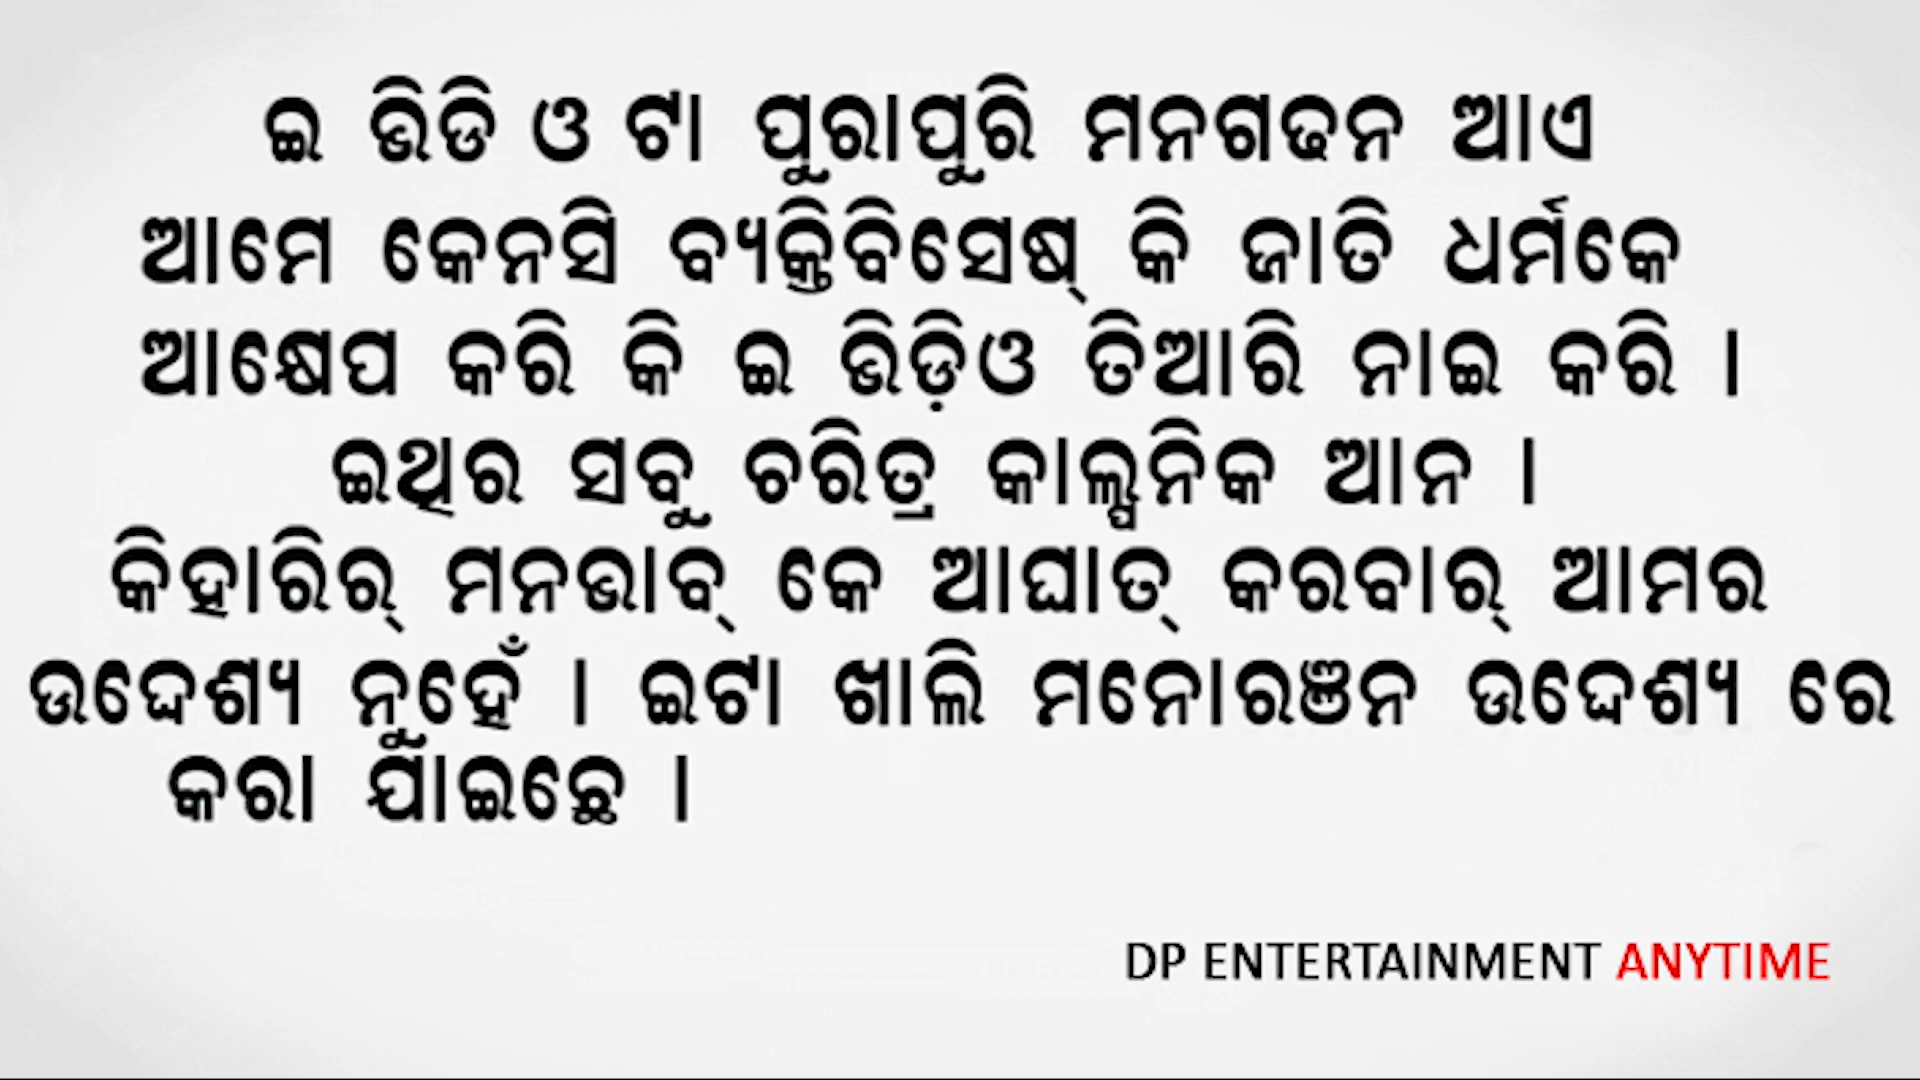 ଇ ଭିଡି ଓ ଟା ପୁରାପୁରି ମନଗଢନ ଆଏ
ଆମେ କେନସି ବ୍ୟକ୍ତିବିସେଷ୍ କି ଜାତି ଧର୍ମକେ
ଆକ୍ଷେପ କରି କି ଇ ଭିଡ଼ିଓ ତିଆରି ନାଇ କରି ।
ଇଥିର ସବୁ ଚରିତ୍ର କାଲ୍ପନିକ ଆନ ।
କିହାରିର୍ ମନଭାବ୍ କେ ଆଘାତ୍ କରବାର୍ ଆମର
ଉଦ୍ଦେଶ୍ୟ ନୁହେଁ । ଇଟା ଖାଲି ମନୋରଞ୍ଜନ ଉଦ୍ଦେଶ୍ୟ ରେ
କରା ଯାଇଛେ ।
DP ENTERTAINMENT ANYTIME